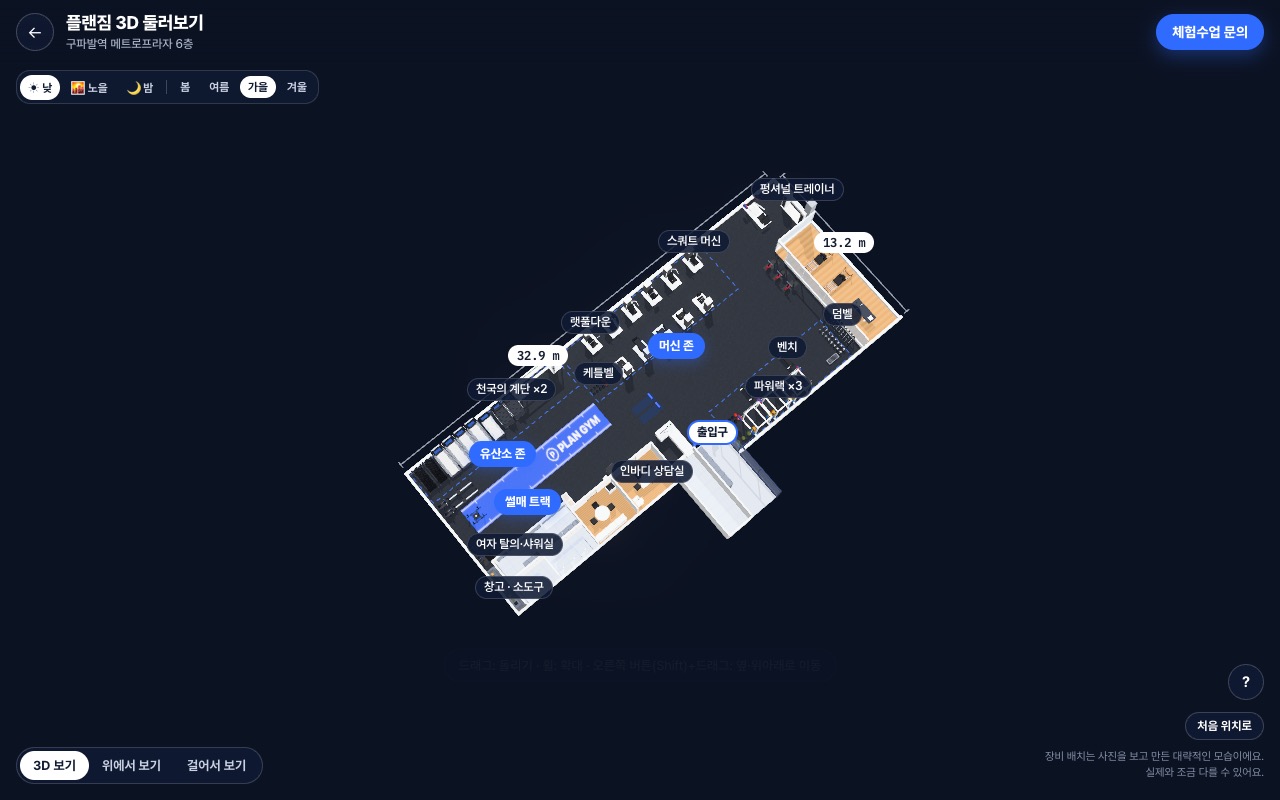 플랜짐 3D 둘러보기
구파발역 메트로프라자 6층
체험수업 문의
낮 노을 밤 봄 여름 가을 겨울
펑셔널 트레이너
스쿼트 머신
13.2 m
덤벨
랫풀다운
머신 존
벤치
32.9 m
케틀벨
천국의 계단 ×2
파워랙 ×3
PLAN GYM
출입구
유산소 존
인바디 상담실
썰매 트랙
여자 탈의·샤워실
창고 · 소도구
?
처음 위치로
3D 보기 위에서 보기 걸어서 보기
장비 배치는 사진을 보고 만든 대략적인 모습이에요.
실제와 조금 다를 수 있어요.